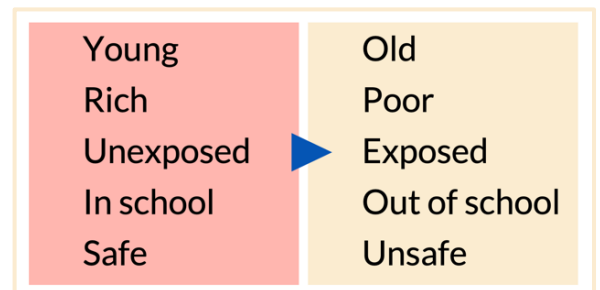 Young
Rich
Unexposed
In school
Safe
Old
Poor
Exposed
Out of school
Unsafe